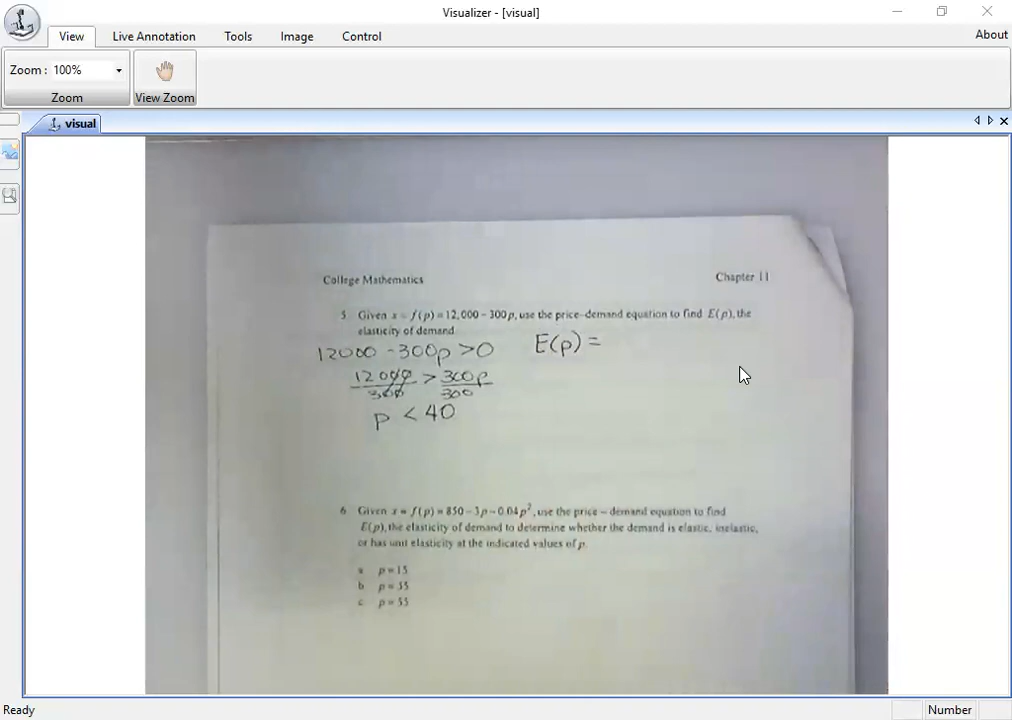 Visualizer - [visual]
View Live Annotation Tools Image Control About
Zoom : 100%
Zoom View Zoom
visual
College Mathematics Chapter 11
5 Given x = f(p) = 12,000 - 300p, use the price-demand equation to find E(p), the
elasticity of demand
12000 - 300p > 0 E(p) =
12000/300 > 300p/300
p < 40
6 Given x = f(p) = 850 - 3p - 0.04p², use the price - demand equation to find
E(p), the elasticity of demand to determine whether the demand is elastic, inelastic,
or has unit elasticity at the indicated values of p.
a p = 15
b p = 35
c p = 55
Ready Number